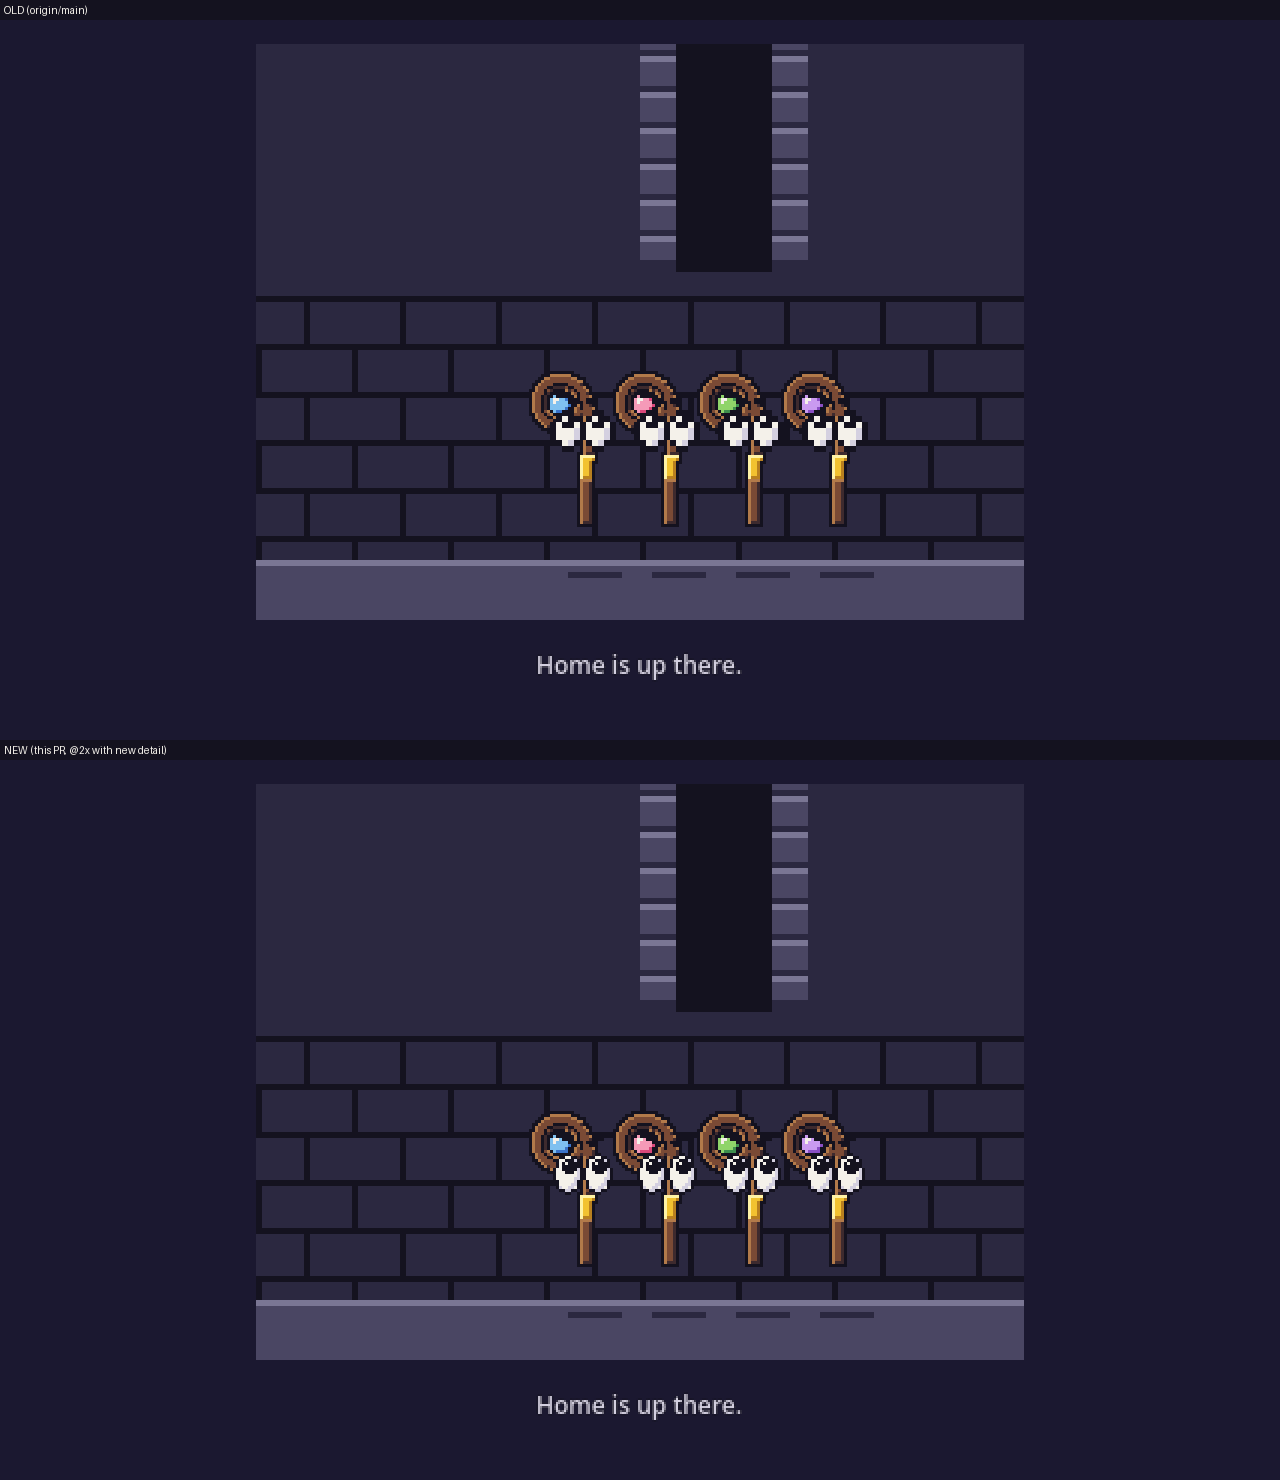 OLD (origin/main)
Home is up there.
NEW (this PR, @2x with new detail)
Home is up there.